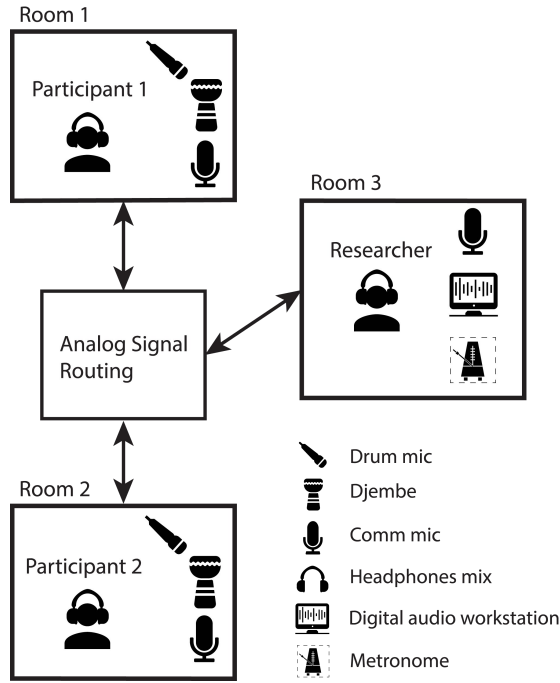 Room 1
Participant 1
Room 3
Researcher
Analog Signal
Routing
Room 2
Participant 2
Drum mic
Djembe
Comm mic
Headphones mix
Digital audio workstation
Metronome